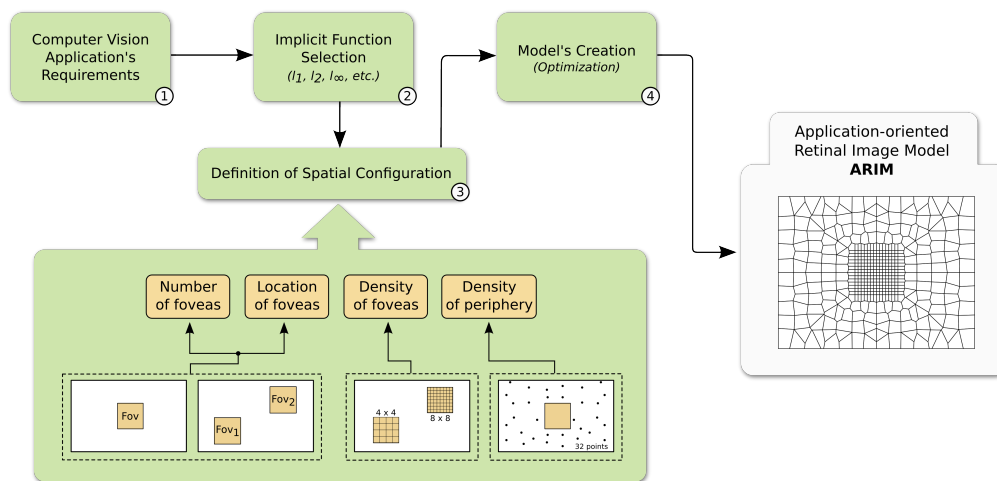 Computer Vision
Application's
Requirements
1
Implicit Function
Selection
(l1, l2, l∞, etc.)
2
Definition of Spatial Configuration
3
Model's Creation
(Optimization)
4
Application-oriented
Retinal Image Model
ARIM
Number
of foveas
Location
of foveas
Density
of foveas
Density
of periphery
Fov
Fov1
Fov2
4 x 4
8 x 8
32 points